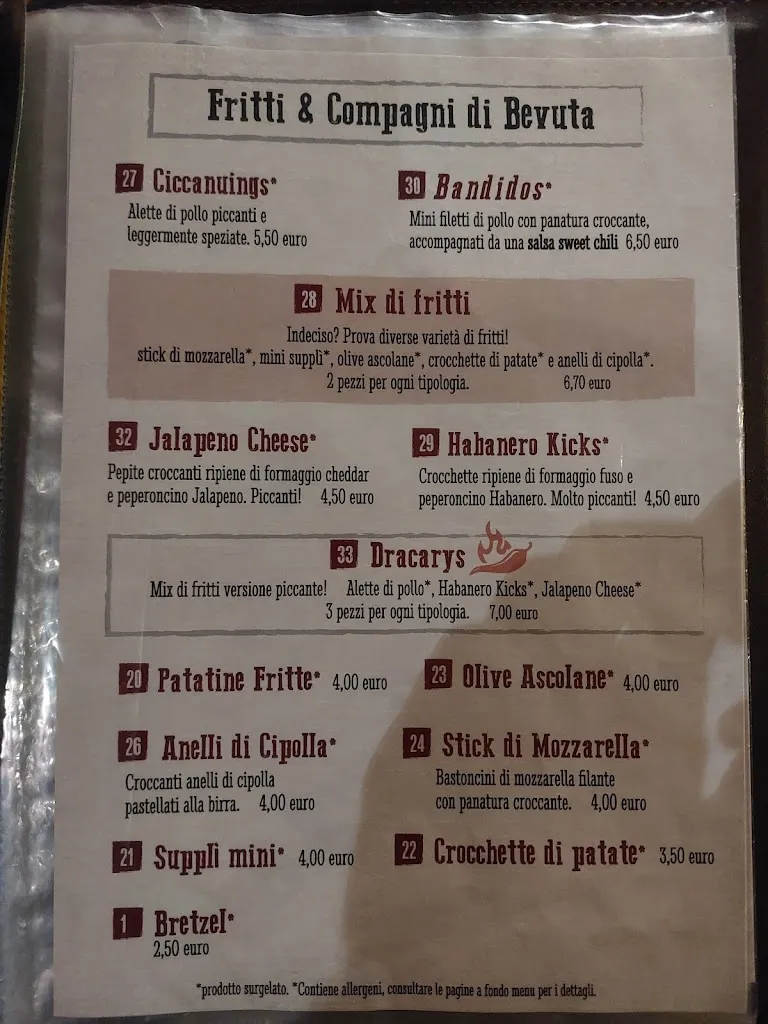 Fritti & Compagni di Bevuta
27 Ciccanuings*
Alette di pollo piccanti e
leggermente speziate. 5,50 euro
30 Bandidos*
Mini filetti di pollo con panatura croccante,
accompagnati da una salsa sweet chili 6,50 euro
28 Mix di fritti
Indeciso? Prova diverse varietà di fritti!
stick di mozzarella*, mini supplì*, olive ascolane*, crocchette di patate* e anelli di cipolla*.
2 pezzi per ogni tipologia. 6,70 euro
32 Jalapeno Cheese*
Pepite croccanti ripiene di formaggio cheddar
e peperoncino Jalapeno. Piccanti! 4,50 euro
29 Habanero Kicks*
Crocchette ripiene di formaggio fuso e
peperoncino Habanero. Molto piccanti! 4,50 euro
33 Dracarys
Mix di fritti versione piccante! Alette di pollo*, Habanero Kicks*, Jalapeno Cheese*
3 pezzi per ogni tipologia. 7,00 euro
20 Patatine Fritte* 4,00 euro
23 Olive Ascolane* 4,00 euro
26 Anelli di Cipolla*
Croccanti anelli di cipolla
pastellati alla birra. 4,00 euro
24 Stick di Mozzarella*
Bastoncini di mozzarella filante
con panatura croccante. 4,00 euro
21 Supplì mini* 4,00 euro
22 Crocchette di patate* 3,50 euro
1 Bretzel*
2,50 euro
*prodotto surgelato. *Contiene allergeni, consultare le pagine a fondo menu per i dettagli.